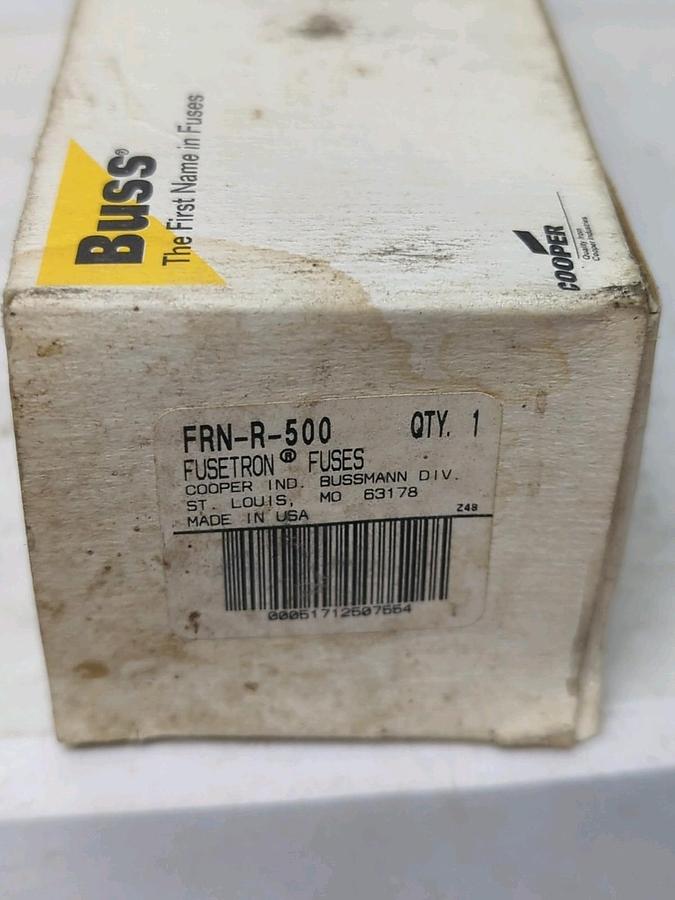 Buss®
The First Name in Fuses
COOPER
Quality from
Cooper Industries
FRN-R-500 QTY. 1
FUSETRON® FUSES
COOPER IND. BUSSMANN DIV.
ST. LOUIS, MO 63178
MADE IN USA Z48
00051712507554